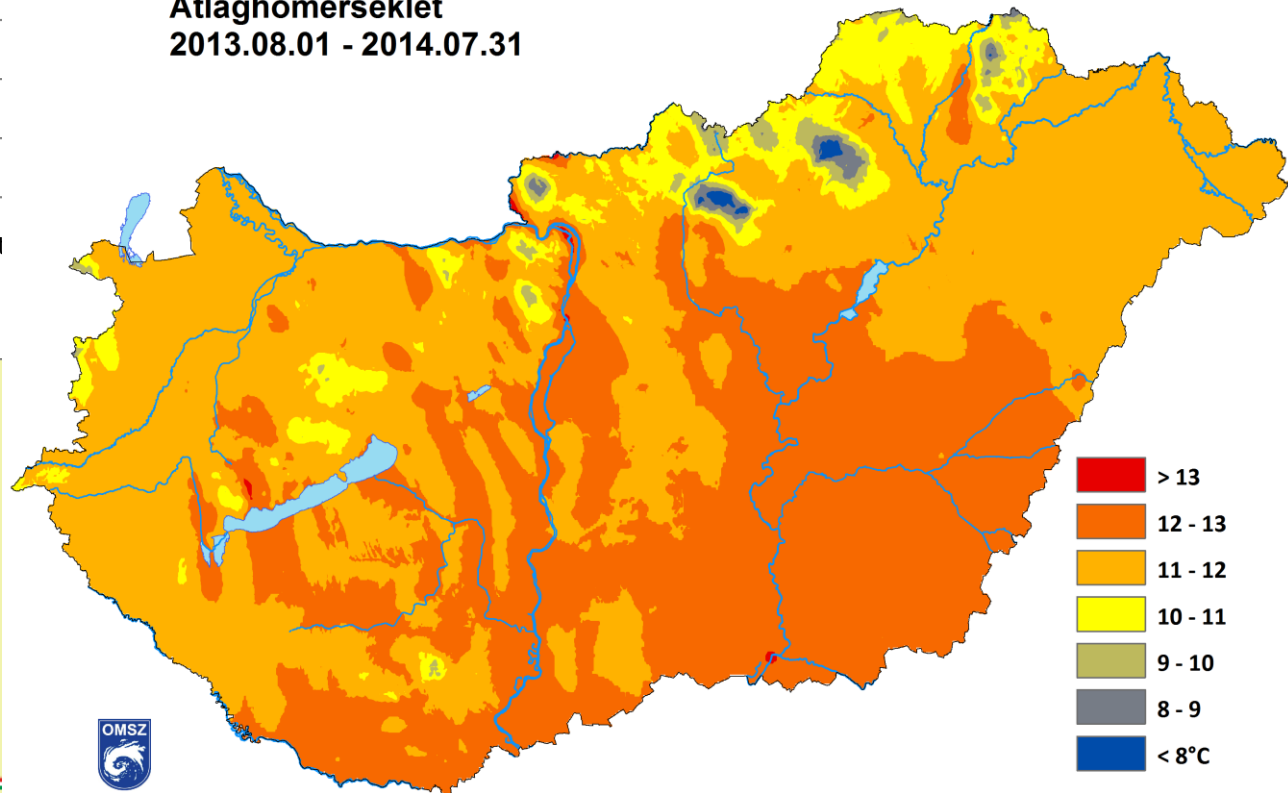 Átlaghőmérséklet
2013.08.01 - 2014.07.31
> 13
12 - 13
11 - 12
10 - 11
9 - 10
8 - 9
< 8°C
OMSZ